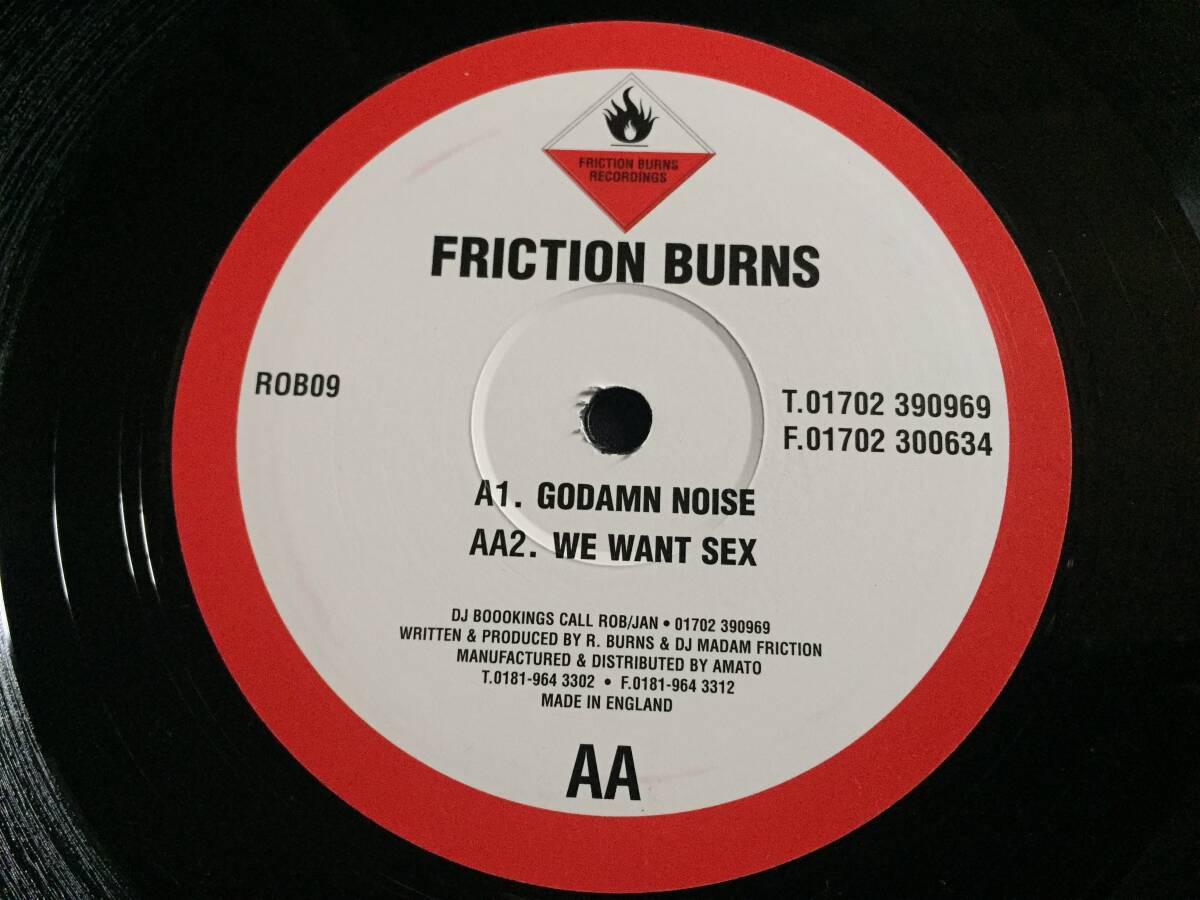 FRICTION BURNS
RECORDINGS
FRICTION BURNS
ROB09
T.01702 390969
F.01702 300634
A1. GODAMN NOISE
AA2. WE WANT SEX
DJ BOOOKINGS CALL ROB/JAN • 01702 390969
WRITTEN & PRODUCED BY R. BURNS & DJ MADAM FRICTION
MANUFACTURED & DISTRIBUTED BY AMATO
T.0181-964 3302 • F.0181-964 3312
MADE IN ENGLAND
AA